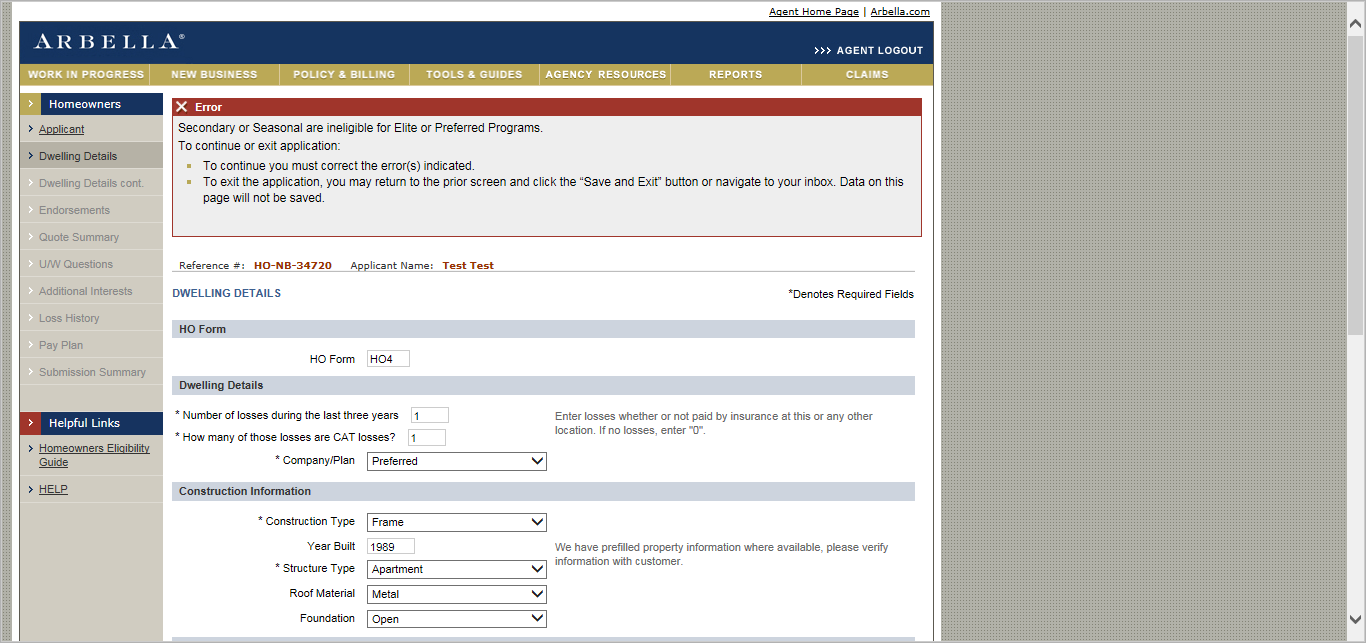 Agent Home Page | Arbella.com
ARBELLA®
>>> AGENT LOGOUT
WORK IN PROGRESS NEW BUSINESS POLICY & BILLING TOOLS & GUIDES AGENCY RESOURCES REPORTS CLAIMS
Homeowners
Applicant
Dwelling Details
Dwelling Details cont.
Endorsements
Quote Summary
U/W Questions
Additional Interests
Loss History
Pay Plan
Submission Summary
Helpful Links
Homeowners Eligibility
Guide
HELP
Error
Secondary or Seasonal are ineligible for Elite or Preferred Programs.
To continue or exit application:
To continue you must correct the error(s) indicated.
To exit the application, you may return to the prior screen and click the “Save and Exit” button or navigate to your inbox. Data on this
page will not be saved.
Reference #: HO-NB-34720 Applicant Name: Test Test
DWELLING DETAILS
*Denotes Required Fields
HO Form
HO Form HO4
Dwelling Details
* Number of losses during the last three years 1
* How many of those losses are CAT losses? 1
Enter losses whether or not paid by insurance at this or any other
location. If no losses, enter "0".
* Company/Plan Preferred
Construction Information
* Construction Type Frame
Year Built 1989
We have prefilled property information where available, please verify
information with customer.
* Structure Type Apartment
Roof Material Metal
Foundation Open